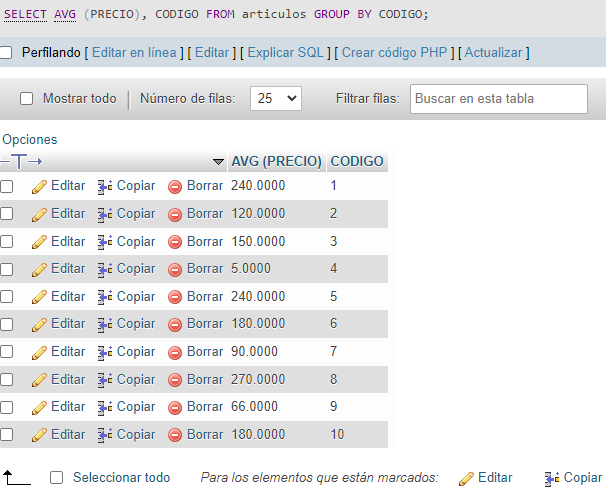 SELECT AVG (PRECIO), CODIGO FROM articulos GROUP BY CODIGO;
Perfilando [ Editar en línea ] [ Editar ] [ Explicar SQL ] [ Crear código PHP ] [ Actualizar ]
Mostrar todo | Número de filas: 25 Filtrar filas: Buscar en esta tabla
Opciones
AVG (PRECIO) CODIGO
Editar Copiar Borrar 240.0000 1
Editar Copiar Borrar 120.0000 2
Editar Copiar Borrar 150.0000 3
Editar Copiar Borrar 5.0000 4
Editar Copiar Borrar 240.0000 5
Editar Copiar Borrar 180.0000 6
Editar Copiar Borrar 90.0000 7
Editar Copiar Borrar 270.0000 8
Editar Copiar Borrar 66.0000 9
Editar Copiar Borrar 180.0000 10
Seleccionar todo Para los elementos que están marcados: Editar Copiar